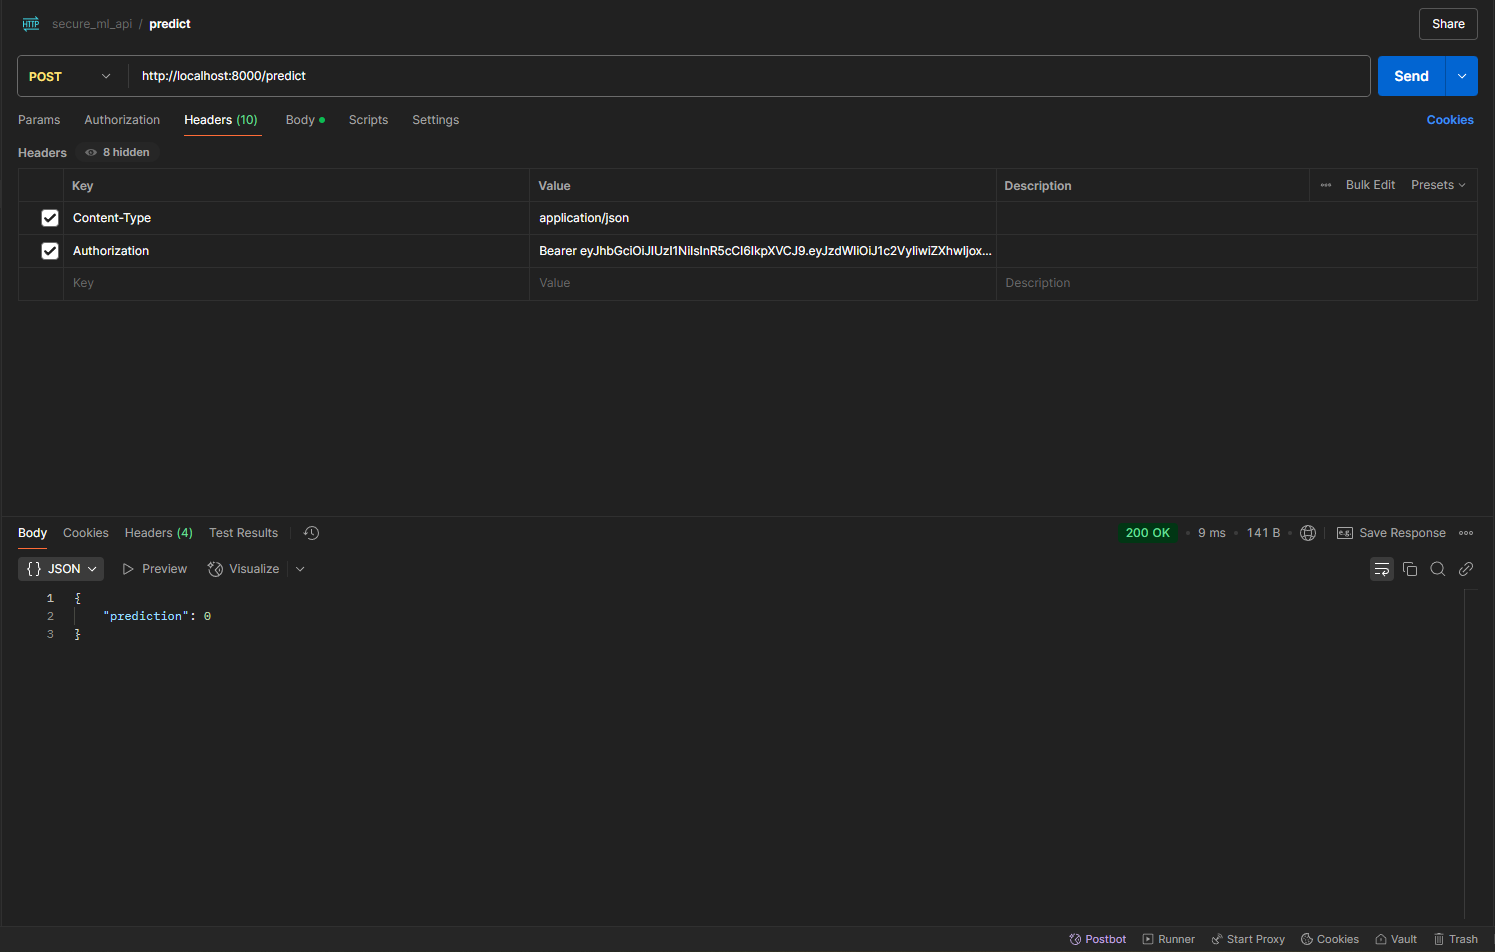 HTTP secure_ml_api / predict Share
POST http://localhost:8000/predict Send
Params Authorization Headers (10) Body Scripts Settings Cookies
Headers 8 hidden
Key Value Description Bulk Edit Presets
Content-Type application/json
Authorization Bearer eyJhbGciOiJIUzI1NiIsInR5cCI6IkpXVCJ9.eyJzdWIiOiJ1c2VyIiwiZXhwIjox...
Key Value Description
Body Cookies Headers (4) Test Results 200 OK 9 ms 141 B e.g. Save Response
{} JSON Preview Visualize
1 {
2 "prediction": 0
3 }
Postbot Runner Start Proxy Cookies Vault Trash